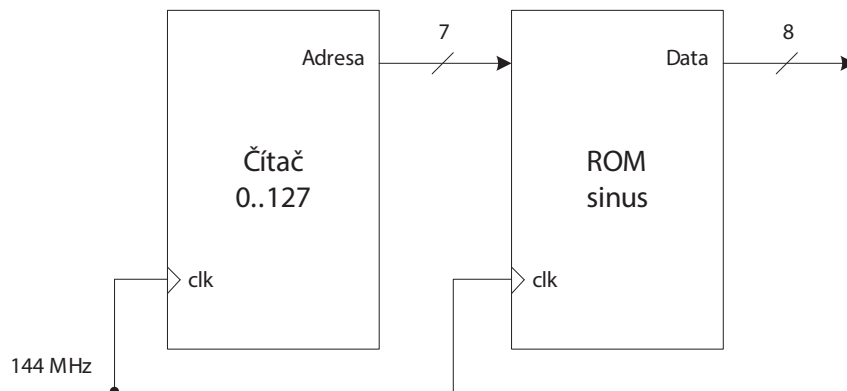 7
8
Adresa
Data
Čítač
0..127
ROM
sinus
clk
clk
144 MHz